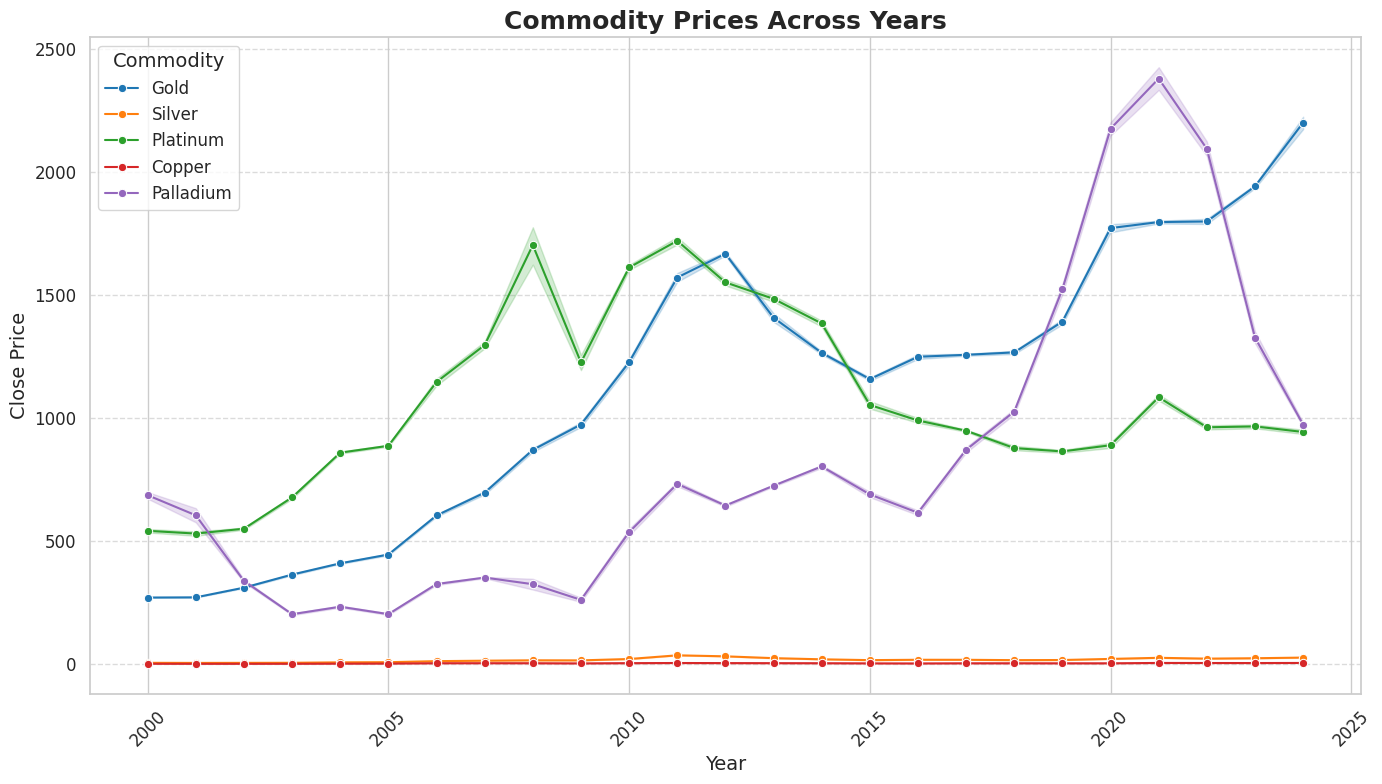 Commodity Prices Across Years
2500
2000
1500
1000
500
0
Close Price
Commodity
Gold
Silver
Platinum
Copper
Palladium
2000
2005
2010
2015
2020
2025
Year